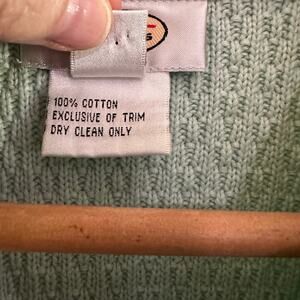 100% COTTON
EXCLUSIVE OF TRIM
DRY CLEAN ONLY